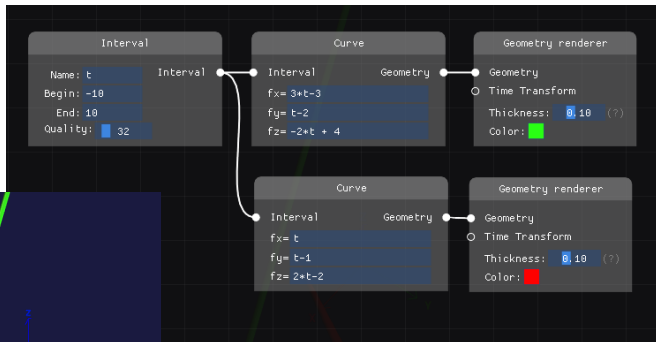 Interval
Name: t
Interval
Begin: -10
End: 10
Quality: 32
Curve
Interval
Geometry
fx= 3*t-3
fy= t-2
fz= -2*t + 4
Geometry renderer
Geometry
Time Transform
Thickness: 0.10 (?)
Color:
Curve
Interval
Geometry
fx= t
fy= t-1
fz= 2*t-2
Geometry renderer
Geometry
Time Transform
Thickness: 0.10 (?)
Color: